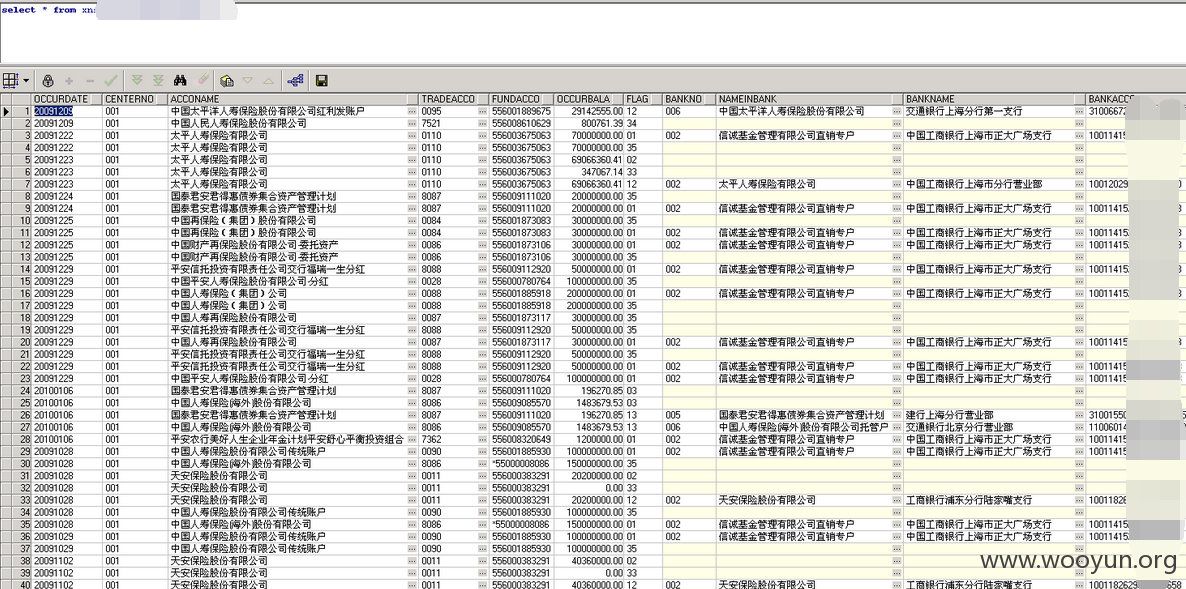 select * from xns
OCCURDATE CENTERNO ACCONAME TRADEACCO FUNDACCO OCCURBALA FLAG BANKNO NAMEINBANK BANKNAME BANKACCO
1 20091209 001 中国太平洋人寿保险股份有限公司红利发账户 0095 556001889675 29142555.00 12 006 中国太平洋人寿保险股份有限公司 交通银行上海分行第一支行 3100667
2 20091209 001 中国人民人寿保险股份有限公司 7521 556008610629 800761.39 34
3 20091222 001 太平人寿保险有限公司 0110 556003675063 70000000.00 01 002 信诚基金管理有限公司直销专户 中国工商银行上海市正大广场支行 10011415
4 20091222 001 太平人寿保险有限公司 0110 556003675063 70000000.00 35
5 20091223 001 太平人寿保险有限公司 0110 556003675063 69066360.41 02
6 20091223 001 太平人寿保险有限公司 0110 556003675063 347067.14 33
7 20091223 001 太平人寿保险有限公司 0110 556003675063 69066360.41 12 002 太平人寿保险有限公司 中国工商银行上海市分行营业部 10012029
8 20091224 001 国泰君安君得惠债券集合资产管理计划 8087 556009111020 20000000.00 35
9 20091224 001 国泰君安君得惠债券集合资产管理计划 8087 556009111020 20000000.00 01 002 信诚基金管理有限公司直销专户 中国工商银行上海市正大广场支行 10011415
10 20091225 001 中国再保险（集团）股份有限公司 0084 556001873083 30000000.00 35
11 20091225 001 中国再保险（集团）股份有限公司 0084 556001873083 30000000.00 01 002 信诚基金管理有限公司直销专户 中国工商银行上海市正大广场支行 10011415
12 20091225 001 中国财产再保险股份有限公司-委托资产 0086 556001873106 30000000.00 01 002 信诚基金管理有限公司直销专户 中国工商银行上海市正大广场支行 10011415
13 20091225 001 中国财产再保险股份有限公司-委托资产 0086 556001873106 30000000.00 35
14 20091229 001 平安信托投资有限责任公司交行福瑞一生分红 8088 556009112920 50000000.00 01 002 信诚基金管理有限公司直销专户 中国工商银行上海市正大广场支行 10011415
15 20091229 001 中国平安人寿保险股份有限公司-分红 0028 556000780764 100000000.00 35
16 20091229 001 中国人寿保险（集团）公司 0088 556001885918 200000000.00 01 002 信诚基金管理有限公司直销专户 中国工商银行上海市正大广场支行 10011415
17 20091229 001 中国人寿保险（集团）公司 0088 556001885918 200000000.00 35
18 20091229 001 中国人寿再保险股份有限公司 0087 556001873117 30000000.00 35
19 20091229 001 平安信托投资有限责任公司交行福瑞一生分红 8088 556009112920 50000000.00 35
20 20091229 001 中国人寿再保险股份有限公司 0087 556001873117 30000000.00 01 002 信诚基金管理有限公司直销专户 中国工商银行上海市正大广场支行 10011415
21 20091229 001 平安信托投资有限责任公司交行福瑞一生分红 8088 556009112920 50000000.00 35
22 20091229 001 平安信托投资有限责任公司交行福瑞一生分红 8088 556009112920 50000000.00 01 002 信诚基金管理有限公司直销专户 中国工商银行上海市正大广场支行 1001141
23 20091229 001 中国平安人寿保险股份有限公司-分红 0028 556000780764 100000000.00 01 002 信诚基金管理有限公司直销专户 中国工商银行上海市正大广场支行 1001141
24 20100106 001 国泰君安君得惠债券集合资产管理计划 8087 556009111020 196270.85 03
25 20100106 001 中国人寿保险(海外)股份有限公司 8086 556009085570 1483679.53 03
26 20100106 001 国泰君安君得惠债券集合资产管理计划 8087 556009111020 196270.85 13 005 国泰君安君得惠债券集合资产管理计划 建行上海分行营业部 3100155
27 20100106 001 中国人寿保险(海外)股份有限公司 8086 556009085570 1483679.53 13 006 中国人寿保险(海外)股份有限公司托管户 交通银行北京分行营业部 11006014
28 20100106 001 平安农行美好人生企业年金计划平安舒心平衡投资组合 7362 556008320649 1200000.00 01 002 信诚基金管理有限公司直销专户 中国工商银行上海市正大广场支行 1001141
29 20091028 001 中国人寿保险股份有限公司传统账户 0090 556001885930 100000000.00 01 002 信诚基金管理有限公司直销专户 中国工商银行上海市正大广场支行 1001141
30 20091028 001 中国人寿保险(海外)股份有限公司 8086 *55000008086 150000000.00 35
31 20091028 001 天安保险股份有限公司 0011 556000383291 20200000.00 02
32 20091028 001 天安保险股份有限公司 0011 556000383291 0.00 33
33 20091028 001 天安保险股份有限公司 0011 556000383291 20200000.00 12 002 天安保险股份有限公司 工商银行浦东分行陆家嘴支行 1001182
34 20091028 001 中国人寿保险股份有限公司传统账户 0090 556001885930 100000000.00 35
35 20091028 001 中国人寿保险(海外)股份有限公司 8086 *55000008086 150000000.00 01 002 信诚基金管理有限公司直销专户 中国工商银行上海市正大广场支行 1001141
36 20091029 001 中国人寿保险股份有限公司传统账户 0090 556001885930 100000000.00 01 002 信诚基金管理有限公司直销专户 中国工商银行上海市正大广场支行 1001141
37 20091029 001 中国人寿保险股份有限公司传统账户 0090 556001885930 100000000.00 35
38 20091102 001 天安保险股份有限公司 0011 556000383291 40360000.00 02
39 20091102 001 天安保险股份有限公司 0011 556000383291 0.00 33
40 20091102 001 天安保险股份有限公司 0011 556000383291 40360000.00 12 002 天安保险股份有限公司 工商银行浦东分行陆家嘴支行 1001182629 658
www.wooyun.org